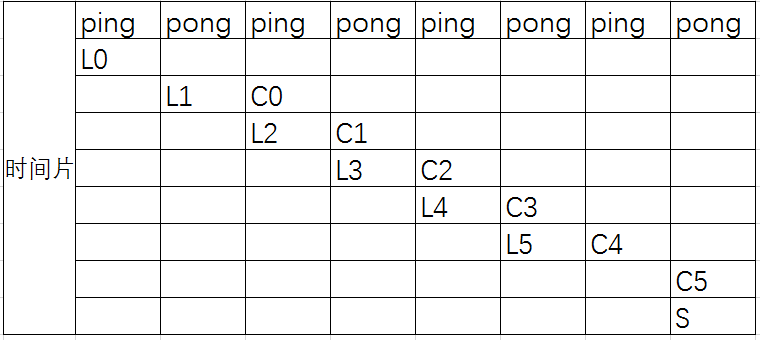 ping pong ping pong ping pong ping pong
L0
L1 C0
L2 C1
时间片 L3 C2
L4 C3
L5 C4
C5
S